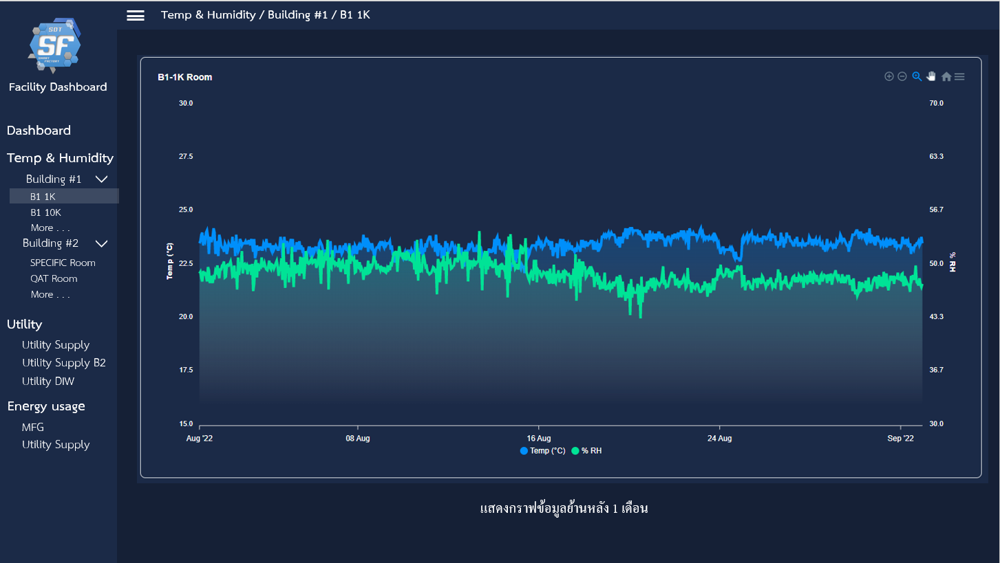 Temp & Humidity / Building #1 / B1 1K
SDT
SF
SMART
FACTORY
Facility Dashboard
Dashboard
Temp & Humidity
Building #1
B1 1K
B1 10K
More . . .
Building #2
SPECIFIC Room
QAT Room
More . . .
Utility
Utility Supply
Utility Supply B2
Utility DIW
Energy usage
MFG
Utility Supply
B1-1K Room
30.0
27.5
25.0
22.5
20.0
17.5
15.0
Temp (°C)
70.0
63.3
56.7
50.0
43.3
36.7
30.0
% RH
Aug '22 08 Aug 16 Aug 24 Aug Sep '22
Temp (°C) % RH
แสดงกราฟข้อมูลย้านหลัง 1 เดือน